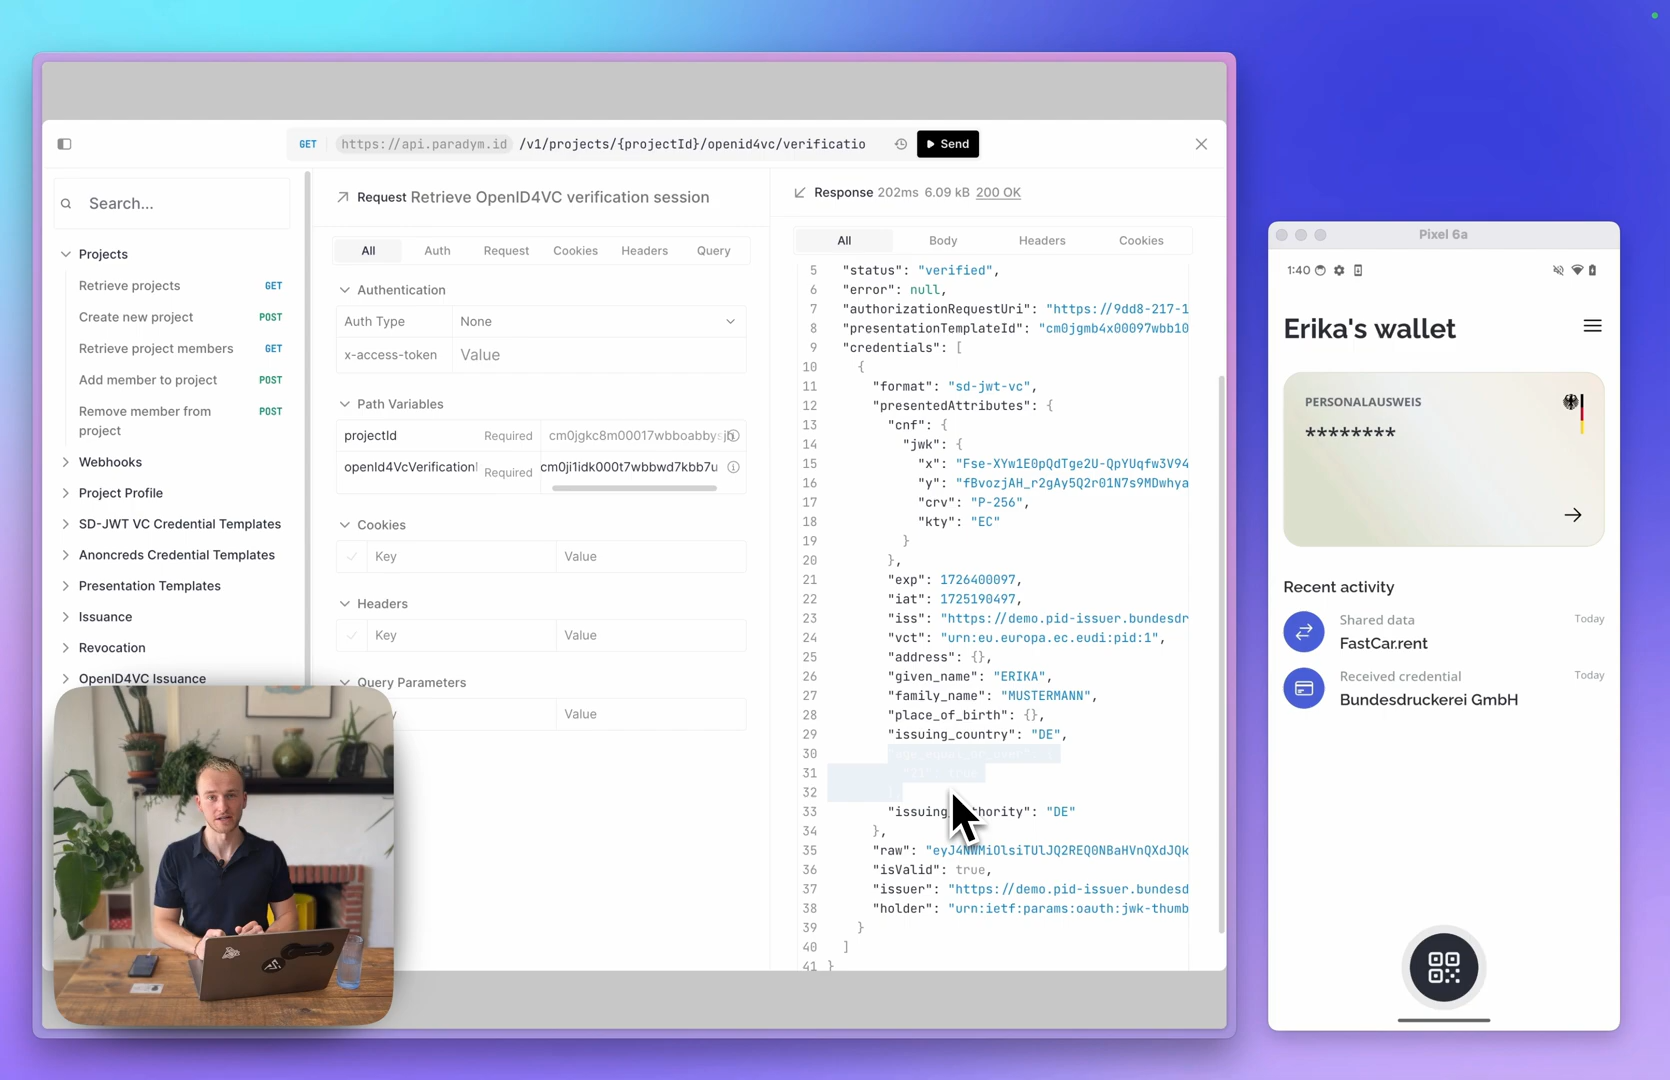 GET https://api.paradym.id /v1/projects/{projectId}/openid4vc/verificatio Send
Search...
Projects
Retrieve projects GET
Create new project POST
Retrieve project members GET
Add member to project POST
Remove member from project POST
Webhooks
Project Profile
SD-JWT VC Credential Templates
Anoncreds Credential Templates
Presentation Templates
Issuance
Revocation
OpenID4VC Issuance
Request Retrieve OpenID4VC verification session
All Auth Request Cookies Headers Query
Authentication
Auth Type None
x-access-token Value
Path Variables
projectId Required cm0jgkc8m00017wbboabbysjh
openId4VcVerification Required cm0ji1idk000t7wbbwd7kbb7u
Cookies
Key Value
Headers
Key Value
Query Parameters
Value
Response 202ms 6.09 kB 200 OK
All Body Headers Cookies
5 "status": "verified",
6 "error": null,
7 "authorizationRequestUri": "https://9dd8-217-1
8 "presentationTemplateId": "cm0jgmb4x00097wbb10
9 "credentials": [
10 {
11 "format": "sd-jwt-vc",
12 "presentedAttributes": {
13 "cnf": {
14 "jwk": {
15 "x": "Fse-XYw1E0pQdTge2U-QpYUqfw3V94
16 "y": "fBvozjAH_r2gAy5Q2r01N7s9MDwhya
17 "crv": "P-256",
18 "kty": "EC"
19 }
20 },
21 "exp": 1726400097,
22 "iat": 1725190497,
23 "iss": "https://demo.pid-issuer.bundesdr
24 "vct": "urn:eu.europa.ec.eudi:pid:1",
25 "address": {},
26 "given_name": "ERIKA",
27 "family_name": "MUSTERMANN",
28 "place_of_birth": {},
29 "issuing_country": "DE",
30 "age_equal_or_over": {
31 "21": true
32
33 "issuing_ hority": "DE"
34 },
35 "raw": "eyJ4NWMiOlsiTUlJQ2REQ0NBaHVnQXdJQk
36 "isValid": true,
37 "issuer": "https://demo.pid-issuer.bundesd
38 "holder": "urn:ietf:params:oauth:jwk-thumb
39 }
40 ]
41 }
Pixel 6a
1:40
Erika's wallet
PERSONALAUSWEIS
********
Recent activity
Shared data Today
FastCar.rent
Received credential Today
Bundesdruckerei GmbH